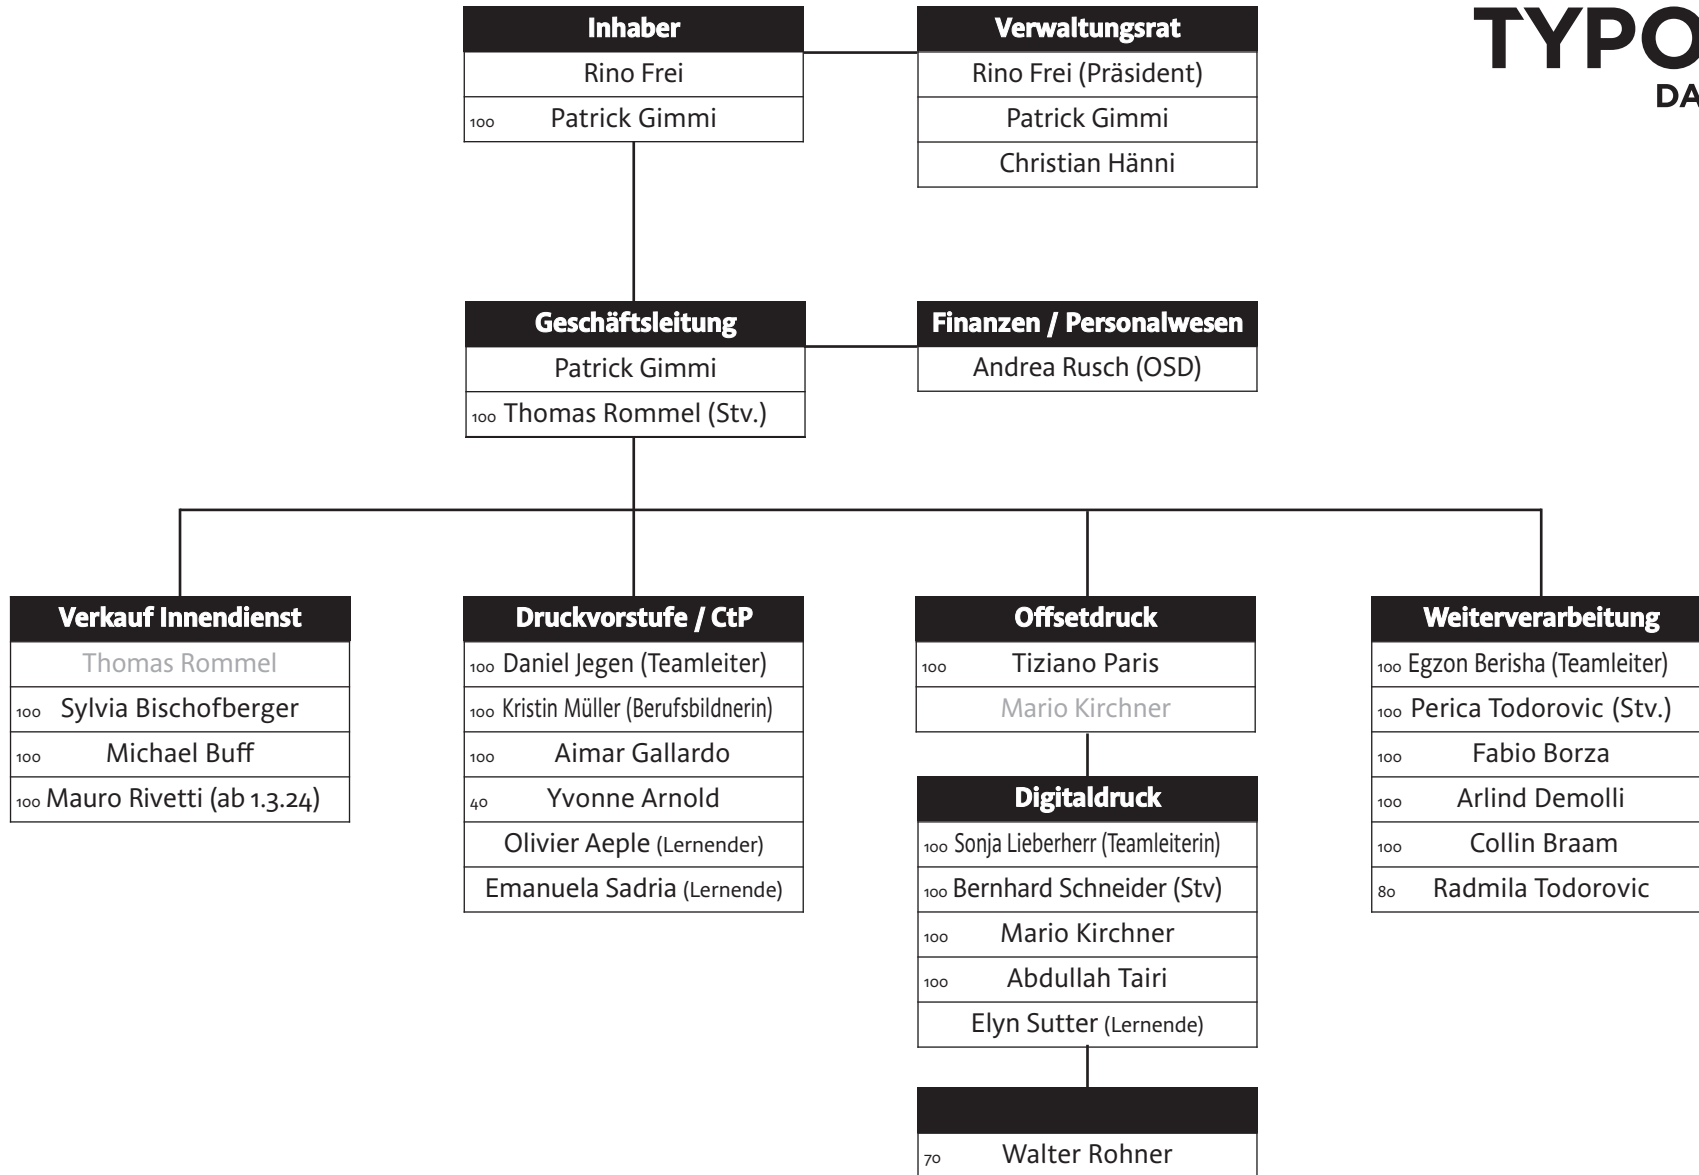 TYPO
DA
Inhaber
Rino Frei
100 Patrick Gimmi
Verwaltungsrat
Rino Frei (Präsident)
Patrick Gimmi
Christian Hänni
Geschäftsleitung
Patrick Gimmi
100 Thomas Rommel (Stv.)
Finanzen / Personalwesen
Andrea Rusch (OSD)
Verkauf Innendienst
Thomas Rommel
100 Sylvia Bischofberger
100 Michael Buff
100 Mauro Rivetti (ab 1.3.24)
Druckvorstufe / CtP
100 Daniel Jegen (Teamleiter)
100 Kristin Müller (Berufsbildnerin)
100 Aimar Gallardo
40 Yvonne Arnold
Olivier Aeple (Lernender)
Emanuela Sadria (Lernende)
Offsetdruck
100 Tiziano Paris
Mario Kirchner
Digitaldruck
100 Sonja Lieberherr (Teamleiterin)
100 Bernhard Schneider (Stv)
100 Mario Kirchner
100 Abdullah Tairi
Elyn Sutter (Lernende)
70 Walter Rohner
Weiterverarbeitung
100 Egzon Berisha (Teamleiter)
100 Perica Todorovic (Stv.)
100 Fabio Borza
100 Arlind Demolli
100 Collin Braam
80 Radmila Todorovic